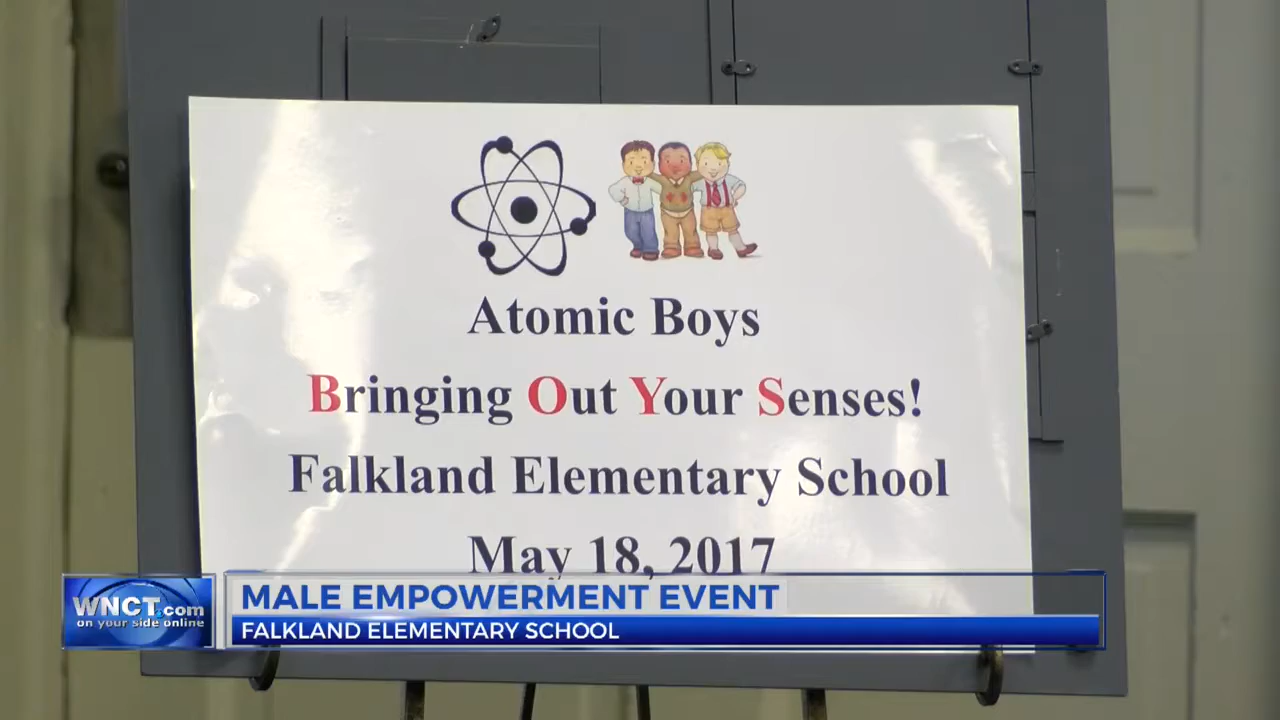 Atomic Boys
Bringing Out Your Senses!
Falkland Elementary School
May 18, 2017
WNCT.com
on your side online
MALE EMPOWERMENT EVENT
FALKLAND ELEMENTARY SCHOOL